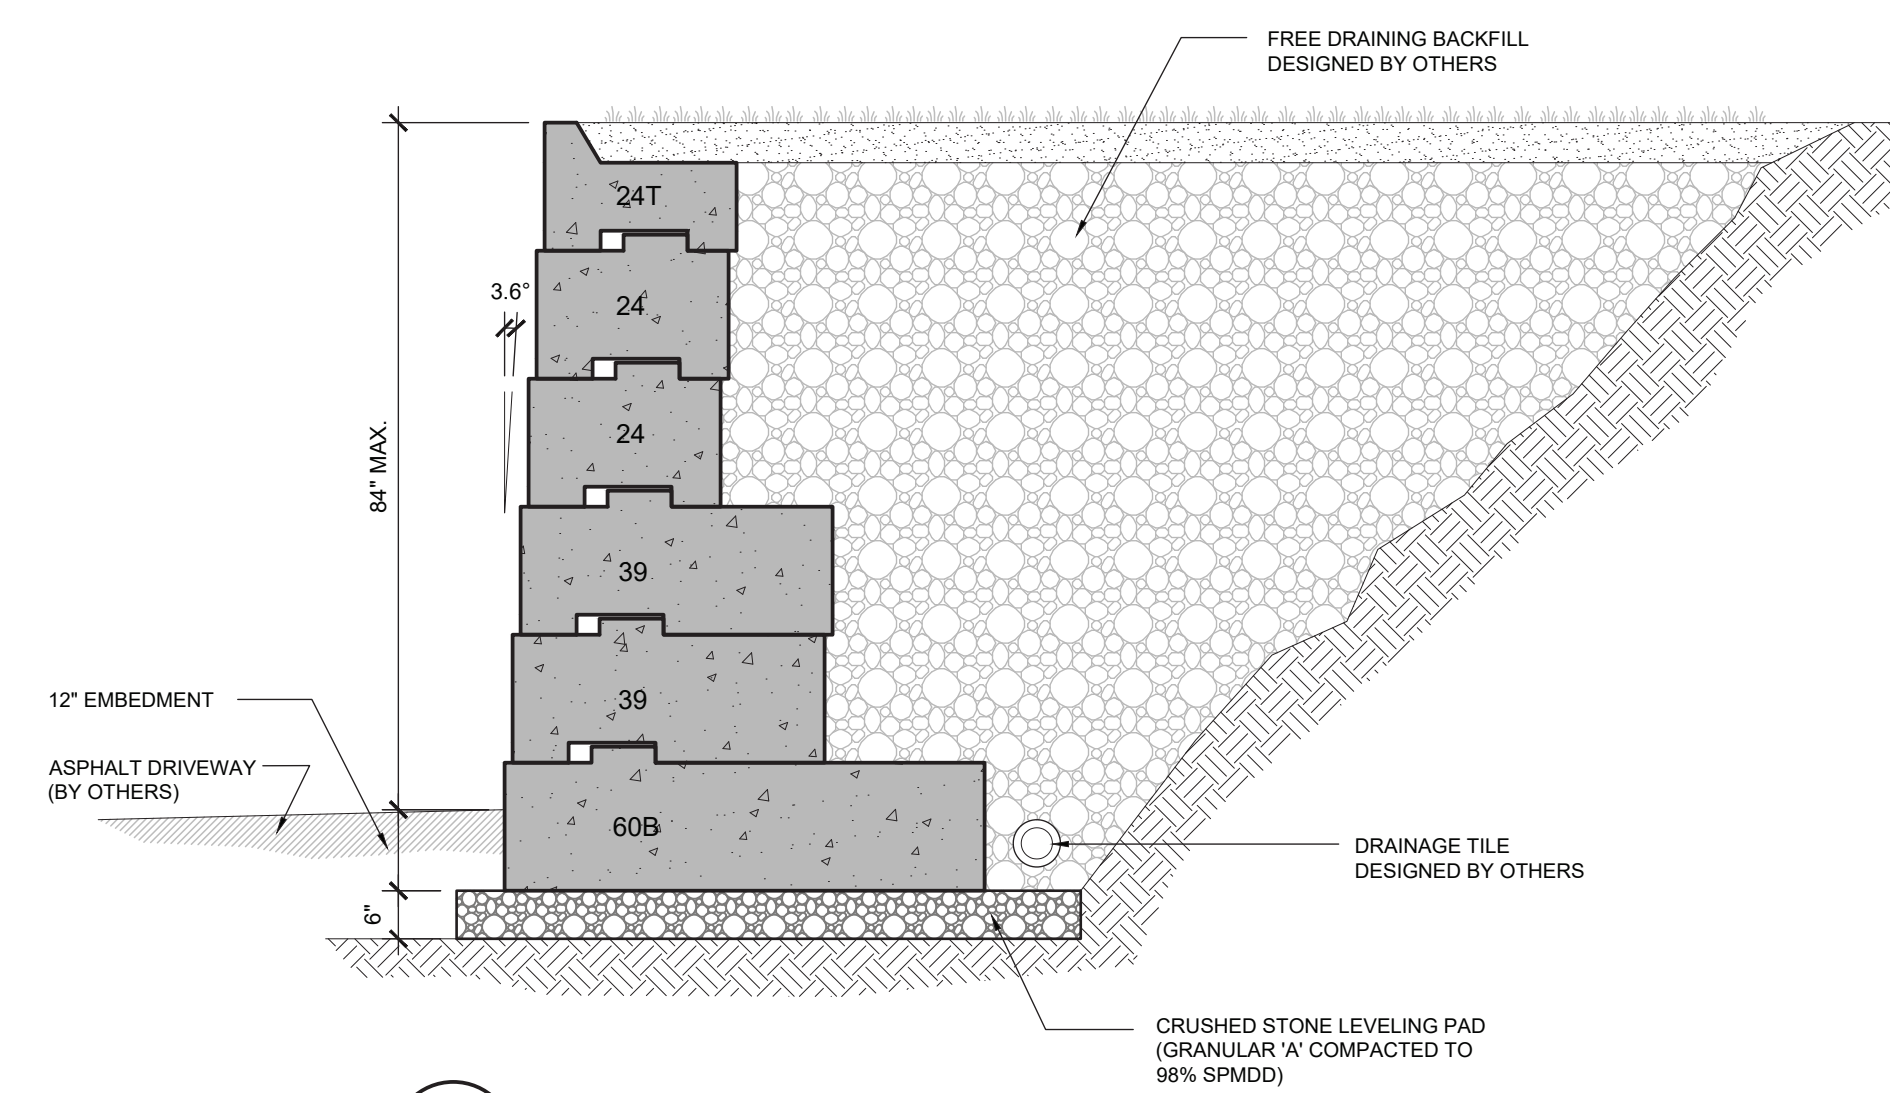 FREE DRAINING BACKFILL
DESIGNED BY OTHERS
24T
3.6°
24
84" MAX.
24
39
12" EMBEDMENT
39
ASPHALT DRIVEWAY
(BY OTHERS)
60B
DRAINAGE TILE
DESIGNED BY OTHERS
6"
CRUSHED STONE LEVELING PAD
(GRANULAR 'A' COMPACTED TO
98% SPMDD)